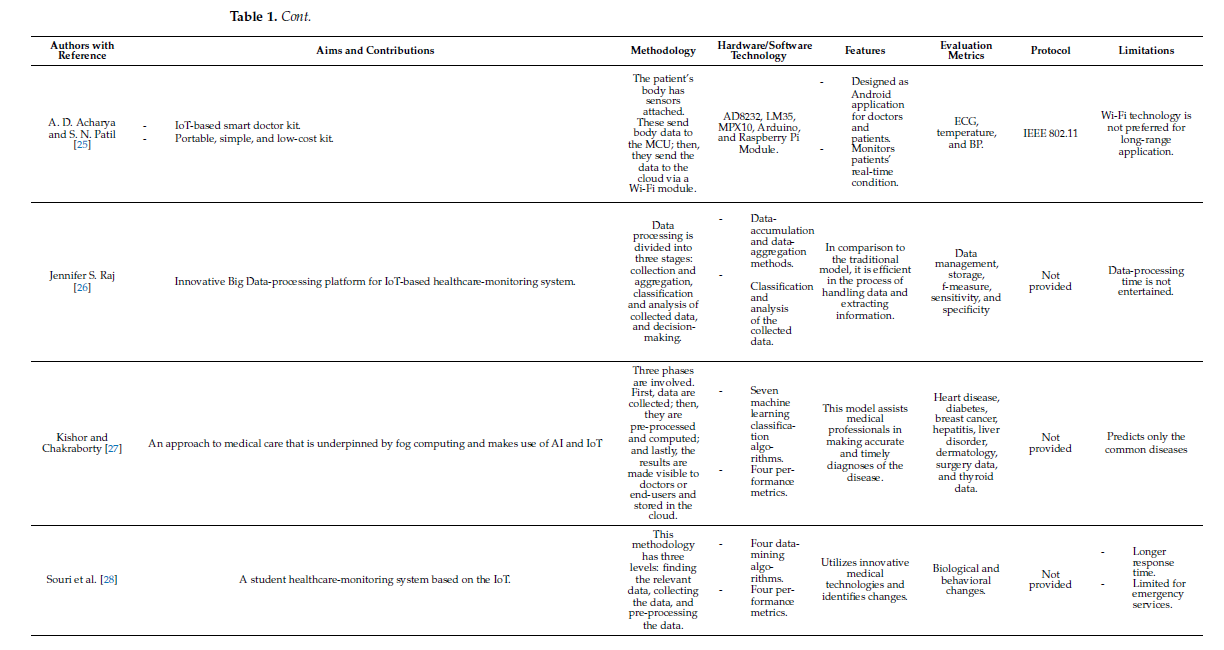 Table 1. Cont.
Authors with
Reference
Aims and Contributions
Methodology
Hardware/Software
Technology
Features
Evaluation
Metrics
Protocol
Limitations
A. D. Acharya
and S. N. Patil
[25]
- IoT-based smart doctor kit.
- Portable, simple, and low-cost kit.
The patient's
body has
sensors
attached.
These send
body data to
the MCU; then,
they send the
data to the
cloud via a
Wi-Fi module.
AD8232, LM35,
MPX10, Arduino,
and Raspberry Pi
Module.
- Designed as
Android
application
for doctors
and
patients.
- Monitors
patients'
real-time
condition.
ECG,
temperature,
and BP.
IEEE 802.11
Wi-Fi technology is
not preferred for
long-range
application.
Jennifer S. Raj
[26]
Innovative Big Data-processing platform for IoT-based healthcare-monitoring system.
Data
processing is
divided into
three stages:
collection and
aggregation,
classification
and analysis of
collected data,
and decision-
making.
- Data-
accumulation
and data-
aggregation
methods.
-
Classification
and
analysis
of the
collected
data.
In comparison to
the traditional
model, it is efficient
in the process of
handling data and
extracting
information.
Data
management,
storage,
f-measure,
sensitivity, and
specificity
Not
provided
Data-processing
time is not
entertained.
Kishor and
Chakraborty [27]
An approach to medical care that is underpinned by fog computing and makes use of AI and IoT
Three phases
are involved.
First, data are
collected; then,
they are
pre-processed
and computed;
and lastly, the
results are
made visible to
doctors or
end-users and
stored in the
cloud.
- Seven
machine
learning
classifica-
tion
algo-
rithms.
- Four per-
formance
metrics.
This model assists
medical
professionals in
making accurate
and timely
diagnoses of the
disease.
Heart disease,
diabetes,
breast cancer,
hepatitis, liver
disorder,
dermatology,
surgery data,
and thyroid
data.
Not
provided
Predicts only the
common diseases
Souri et al. [28]
A student healthcare-monitoring system based on the IoT.
This
methodology
has three
levels: finding
the relevant
data, collecting
the data, and
pre-processing
the data.
- Four data-
mining
algo-
rithms.
- Four per-
formance
metrics.
Utilizes innovative
medical
technologies and
identifies changes.
Biological and
behavioral
changes.
Not
provided
- Longer
response
time.
- Limited for
emergency
services.